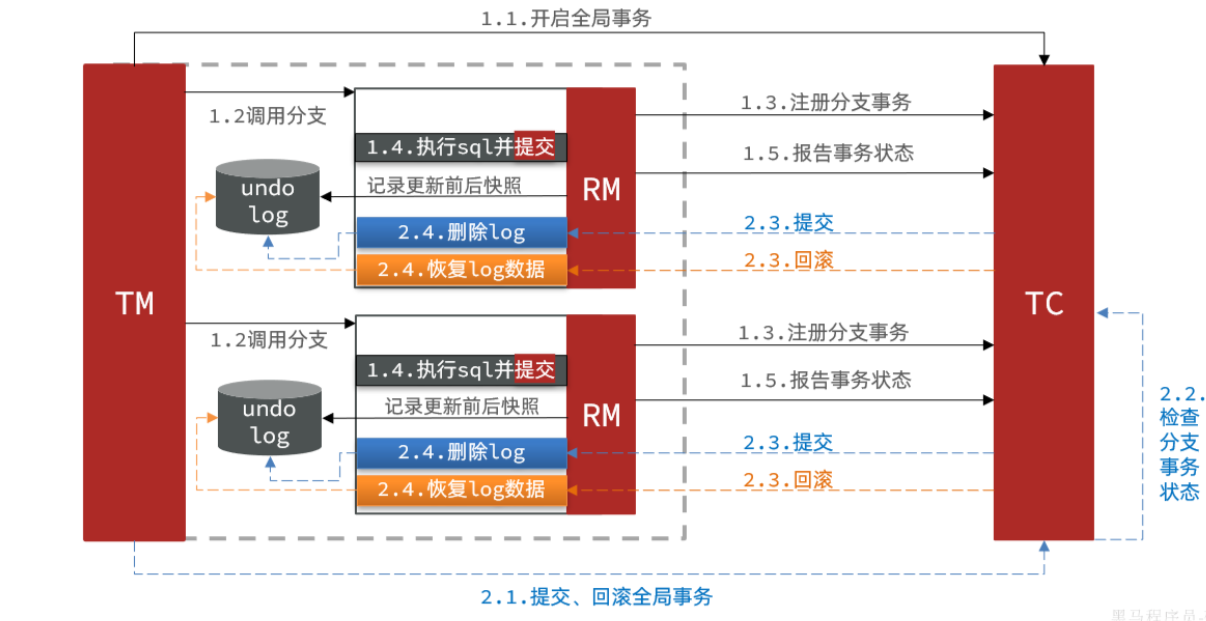 1.1.开启全局事务
TM
1.2调用分支
undo
log
1.4.执行sql并提交
记录更新前后快照
2.4.删除log
2.4.恢复log数据
RM
1.3.注册分支事务
1.5.报告事务状态
2.3.提交
2.3.回滚
TC
1.2调用分支
undo
log
1.4.执行sql并提交
记录更新前后快照
2.4.删除log
2.4.恢复log数据
RM
1.3.注册分支事务
1.5.报告事务状态
2.3.提交
2.3.回滚
2.2.
检查
分支
事务
状态
2.1.提交、回滚全局事务
黑马程序员